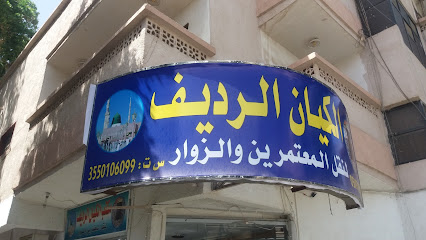 الكيان الرديف
لنقل المعتمرين والزوار
س ت : 3550106099